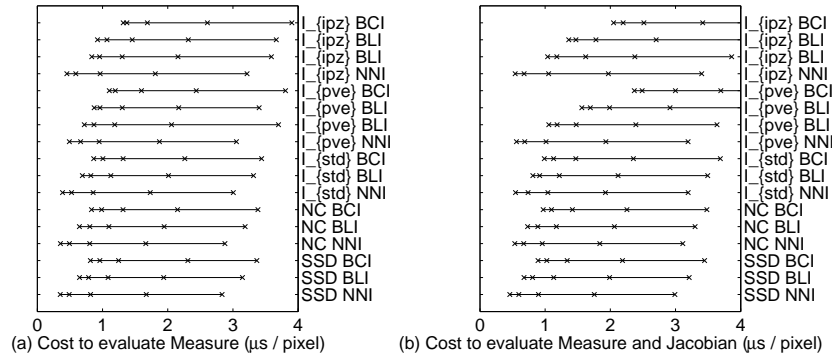 I_{ipz} BCI
I_{ipz} BLI
I_{ipz} BLI
I_{ipz} NNI
I_{pve} BCI
I_{pve} BLI
I_{pve} BLI
I_{pve} NNI
I_{std} BCI
I_{std} BLI
I_{std} NNI
NC BCI
NC BLI
NC NNI
SSD BCI
SSD BLI
SSD NNI
0 1 2 3 4
(a) Cost to evaluate Measure (μs / pixel)
I_{ipz} BCI
I_{ipz} BLI
I_{ipz} BLI
I_{ipz} NNI
I_{pve} BCI
I_{pve} BLI
I_{pve} BLI
I_{pve} NNI
I_{std} BCI
I_{std} BLI
I_{std} NNI
NC BCI
NC BLI
NC NNI
SSD BCI
SSD BLI
SSD NNI
0 1 2 3 4
(b) Cost to evaluate Measure and Jacobian (μs / pixel)